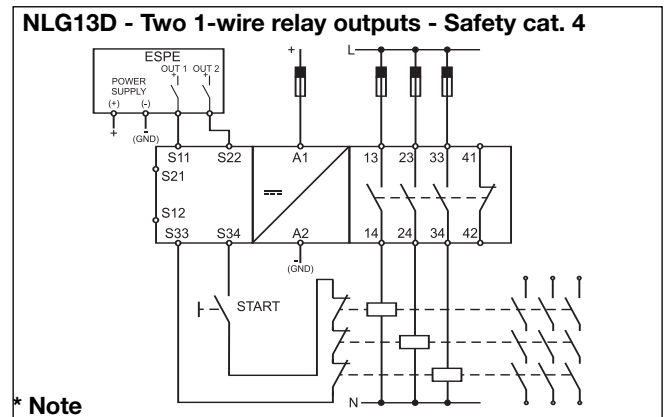 NLG13D - Two 1-wire relay outputs - Safety cat. 4
ESPE
OUT 1 OUT 2
+ +
POWER
SUPPLY
(+) (-)
+ -
(GND)
+
L
S11 S22 A1 13 23 33 41
S21
S12
S33 S34 A2 14 24 34 42
-
(GND)
START
N
* Note